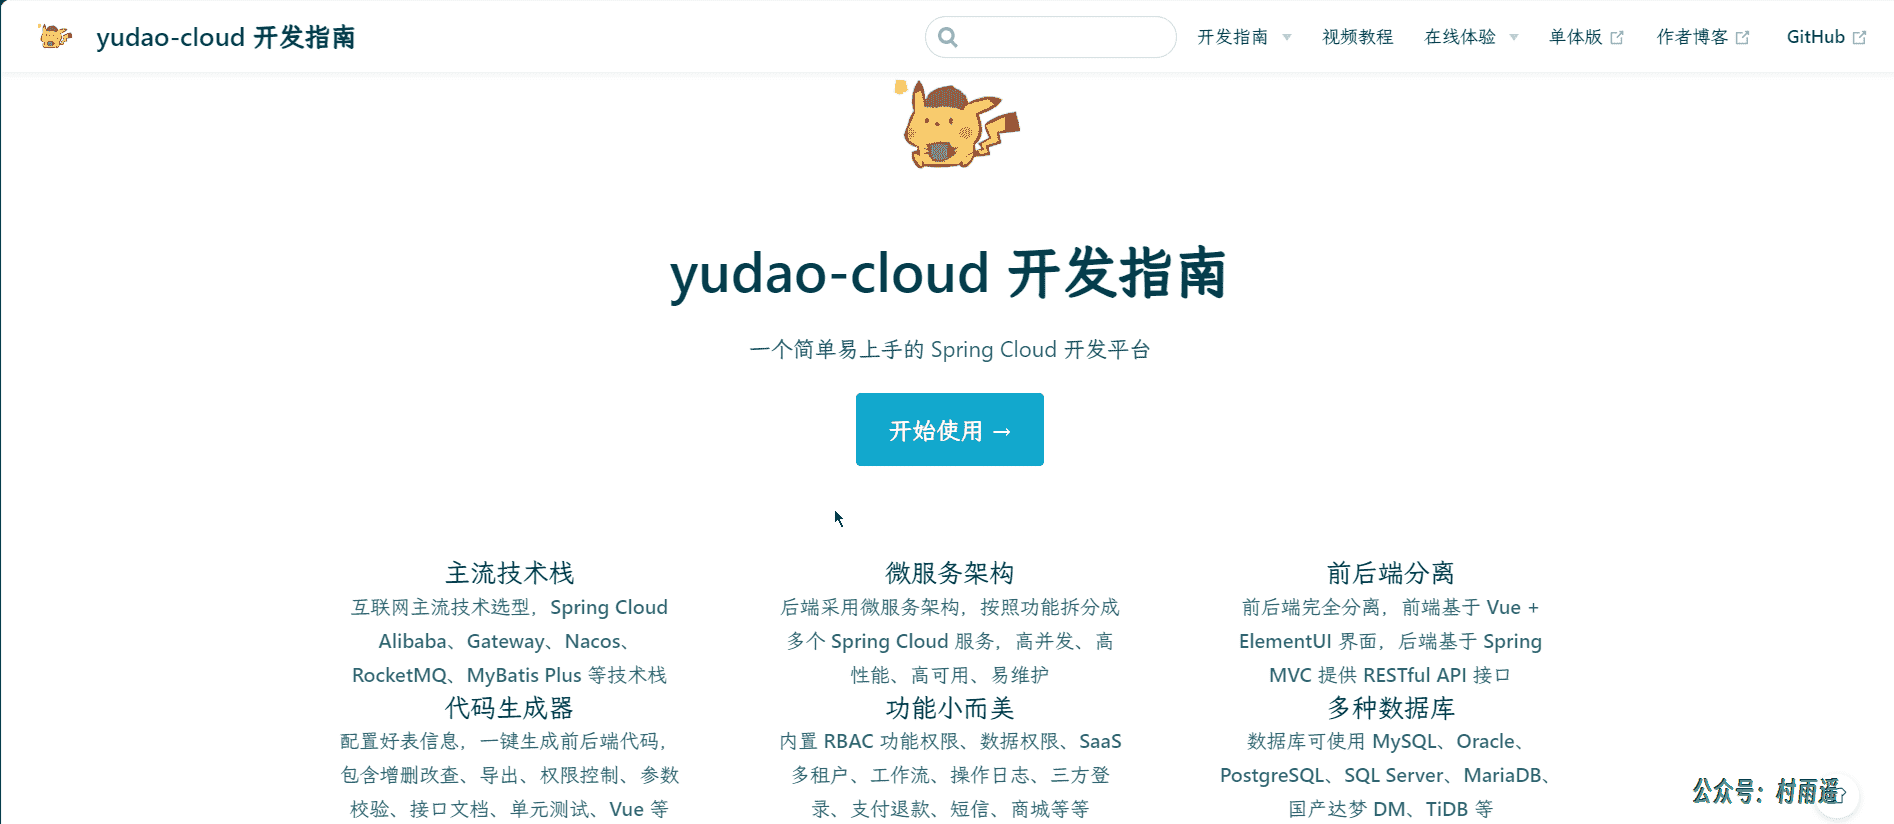 yudao-cloud 开发指南
开发指南
视频教程
在线体验
单体版
作者博客
GitHub
yudao-cloud 开发指南
一个简单易上手的 Spring Cloud 开发平台
开始使用 →
主流技术栈
互联网主流技术选型，Spring Cloud
Alibaba、Gateway、Nacos、
RocketMQ、MyBatis Plus 等技术栈
微服务架构
后端采用微服务架构，按照功能拆分成
多个 Spring Cloud 服务，高并发、高
性能、高可用、易维护
前后端分离
前后端完全分离，前端基于 Vue +
ElementUI 界面，后端基于 Spring
MVC 提供 RESTful API 接口
代码生成器
配置好表信息，一键生成前后端代码，
包含增删改查、导出、权限控制、参数
校验、接口文档、单元测试、Vue 等
功能小而美
内置 RBAC 功能权限、数据权限、SaaS
多租户、工作流、操作日志、三方登
录、支付退款、短信、商城等等
多种数据库
数据库可使用 MySQL、Oracle、
PostgreSQL、SQL Server、MariaDB、
国产达梦 DM、TiDB 等
公众号：村雨遥